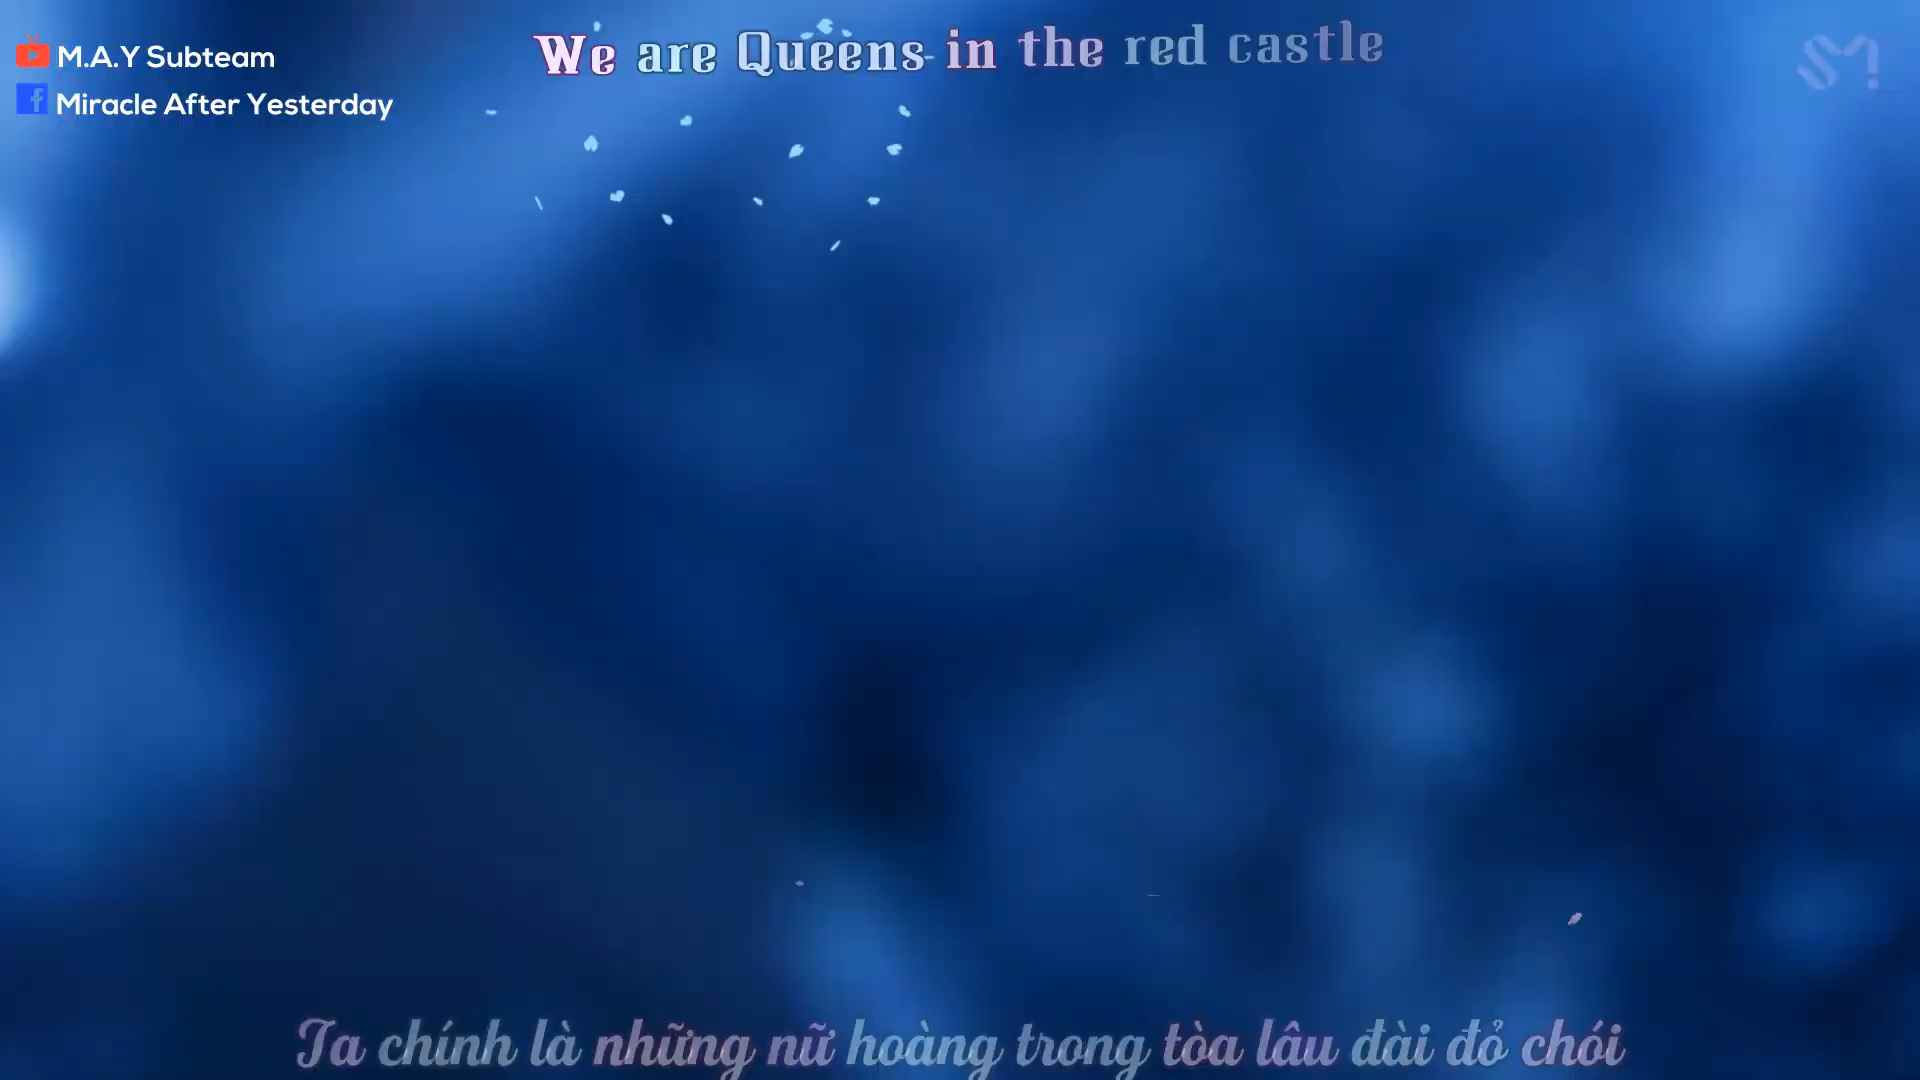 We are Queens in the red castle
M.A.Y Subteam
Miracle After Yesterday
SM
Ta chính là những nữ hoàng trong tòa lâu đài đỏ chói